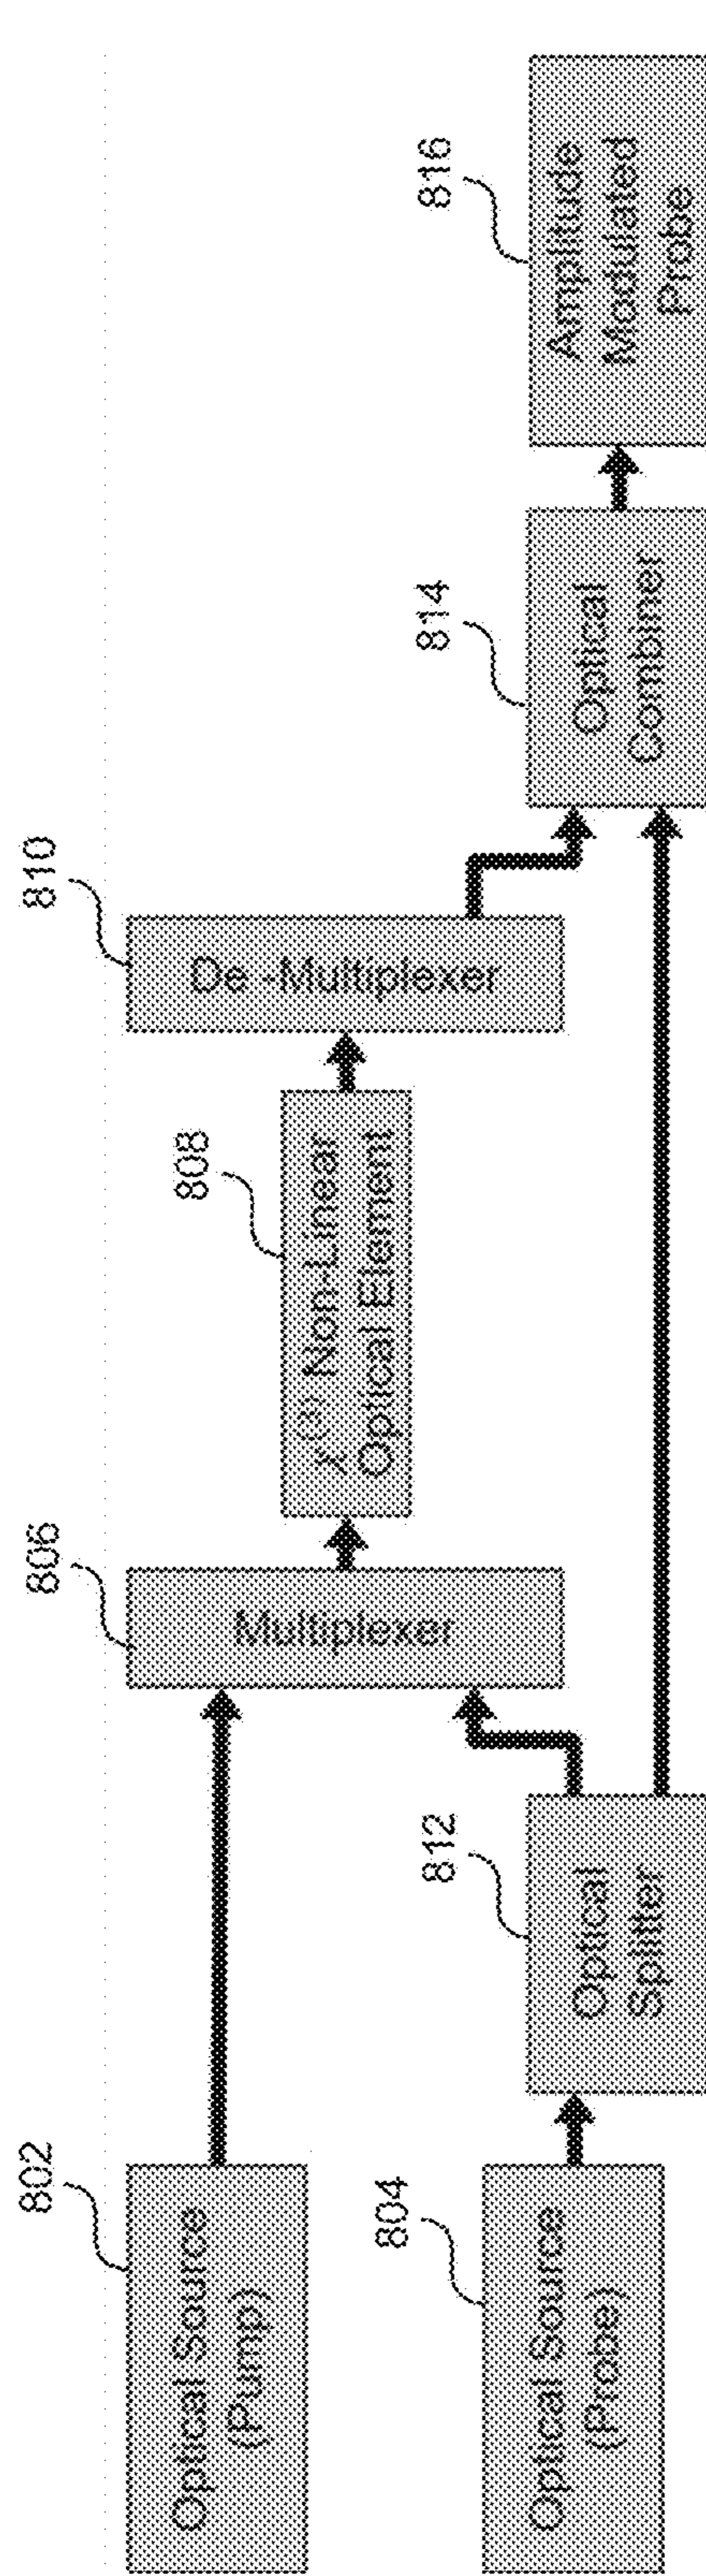 802
Optical Source
(Pump)
804
Optical Source
(Probe)
812
Optical
Splitter
806
Multiplexer
808
χ(3) Non-Linear
Optical Element
810
De-Multiplexer
814
Optical
Combiner
816
Amplitude
Modulated
Probe